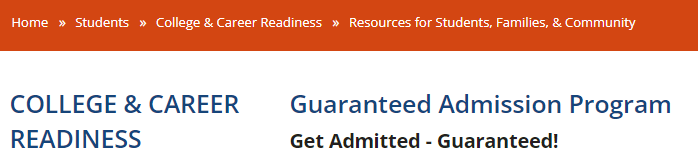 Home » Students » College & Career Readiness » Resources for Students, Families, & Community
COLLEGE & CAREER
READINESS
Guaranteed Admission Program
Get Admitted - Guaranteed!